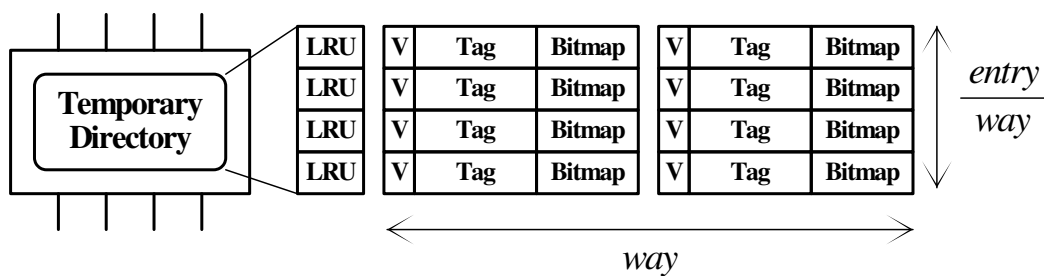 Temporary
Directory
LRU V Tag Bitmap V Tag Bitmap
LRU V Tag Bitmap V Tag Bitmap
LRU V Tag Bitmap V Tag Bitmap
LRU V Tag Bitmap V Tag Bitmap
entry
way
way